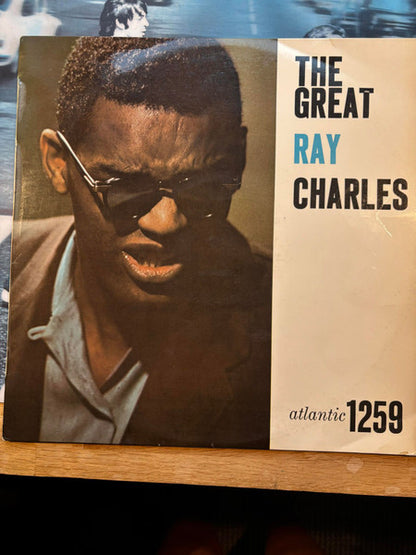 THE
GREAT
RAY
CHARLES
atlantic 1259